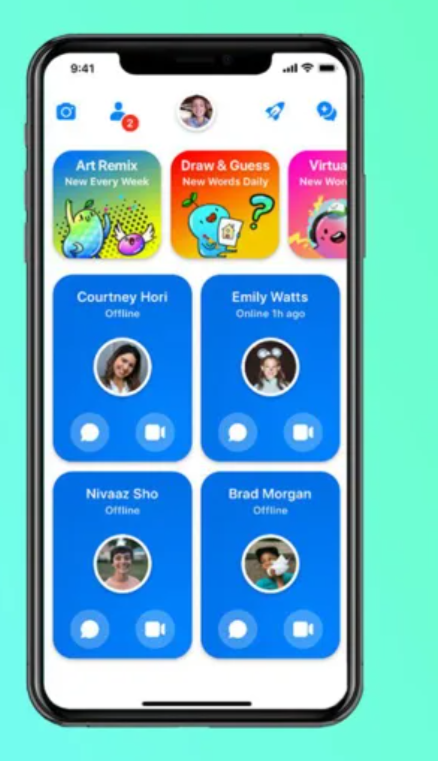 9:41
2
Art Remix
New Every Week
Draw & Guess
New Words Daily
Virtua
New Wor
Courtney Hori
Offline
Emily Watts
Online 1h ago
Nivaaz Sho
Offline
Brad Morgan
Offline